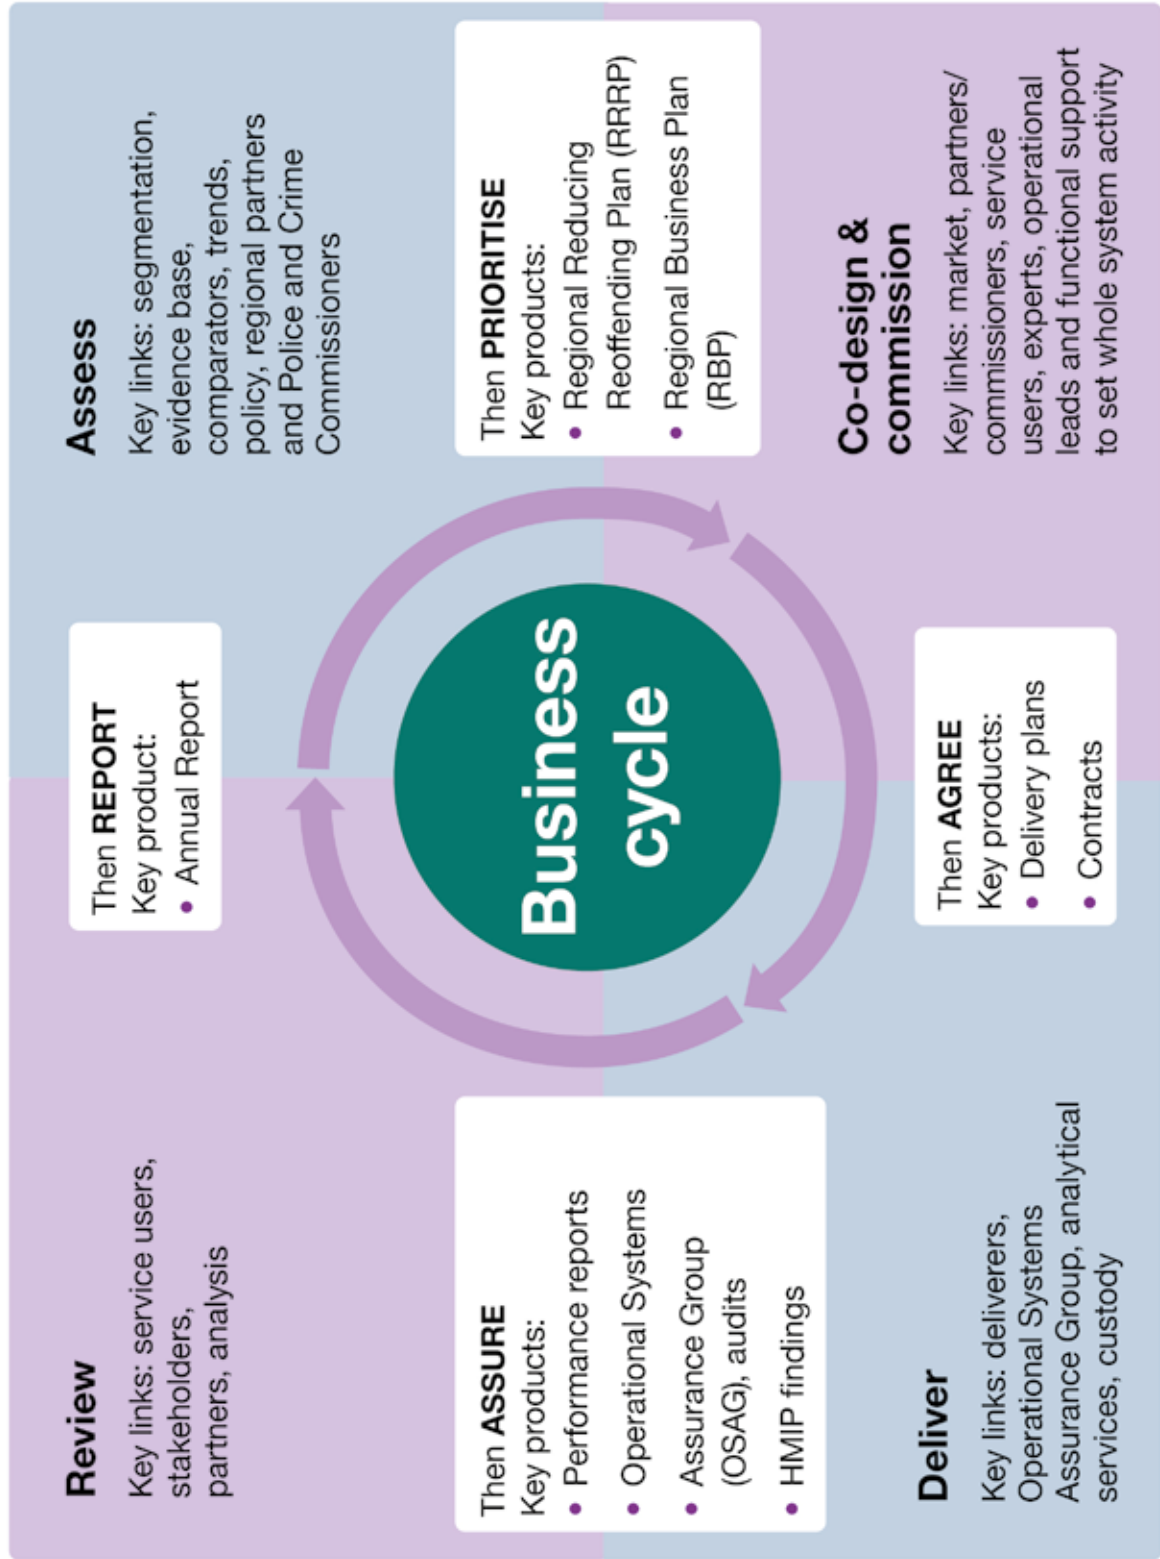 Review
Key links: service users,
stakeholders,
partners, analysis
Then REPORT
Key product:
• Annual Report
Assess
Key links: segmentation,
evidence base,
comparators, trends,
policy, regional partners
and Police and Crime
Commissioners
Then ASSURE
Key products:
• Performance reports
• Operational Systems
• Assurance Group
(OSAG), audits
• HMIP findings
Business
cycle
Then PRIORITISE
Key products:
• Regional Reducing
Reoffending Plan (RRRP)
• Regional Business Plan
(RBP)
Deliver
Key links: deliverers,
Operational Systems
Assurance Group, analytical
services, custody
Then AGREE
Key products:
• Delivery plans
• Contracts
Co-design &
commission
Key links: market, partners/
commissioners, service
users, experts, operational
leads and functional support
to set whole system activity